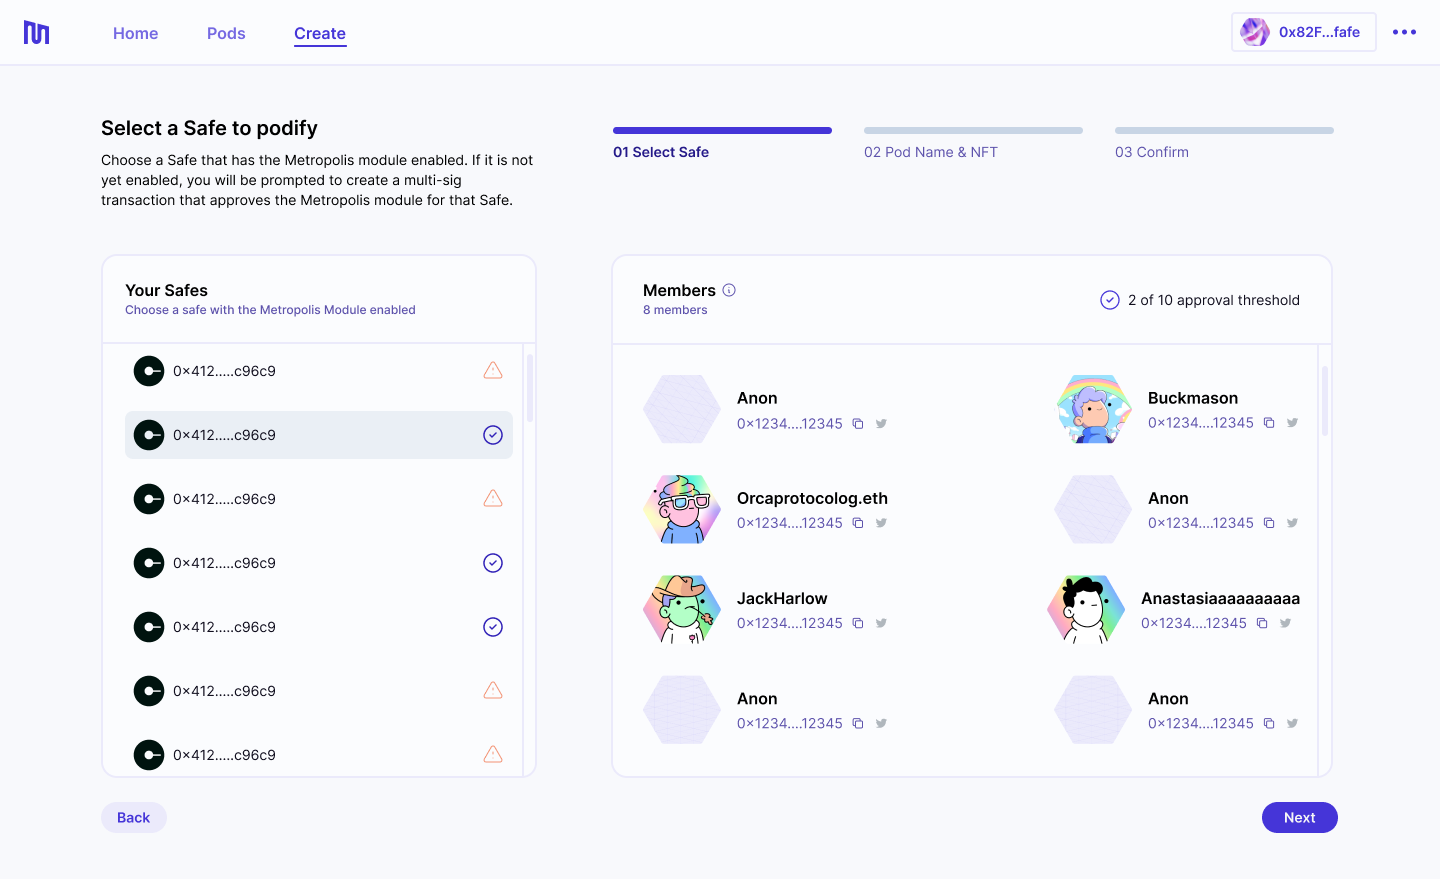 Home
Pods
Create
0x82F...fafe
Select a Safe to podify
Choose a Safe that has the Metropolis module enabled. If it is not
yet enabled, you will be prompted to create a multi-sig
transaction that approves the Metropolis module for that Safe.
01 Select Safe
02 Pod Name & NFT
03 Confirm
Your Safes
Choose a safe with the Metropolis Module enabled
0×412.....c96c9
0×412.....c96c9
0×412.....c96c9
0×412.....c96c9
0×412.....c96c9
0×412.....c96c9
0×412.....c96c9
Members
8 members
2 of 10 approval threshold
Anon
0×1234....12345
Buckmason
0×1234....12345
Orcaprotocolog.eth
0×1234....12345
Anon
0×1234....12345
JackHarlow
0×1234....12345
Anastasiaaaaaaaaaa
0×1234....12345
Anon
0×1234....12345
Anon
0×1234....12345
Back
Next